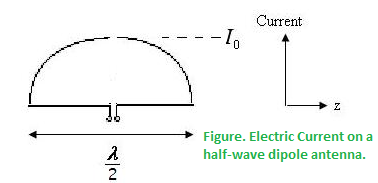 Current
I₀
z
λ/2
Figure. Electric Current on a
half-wave dipole antenna.